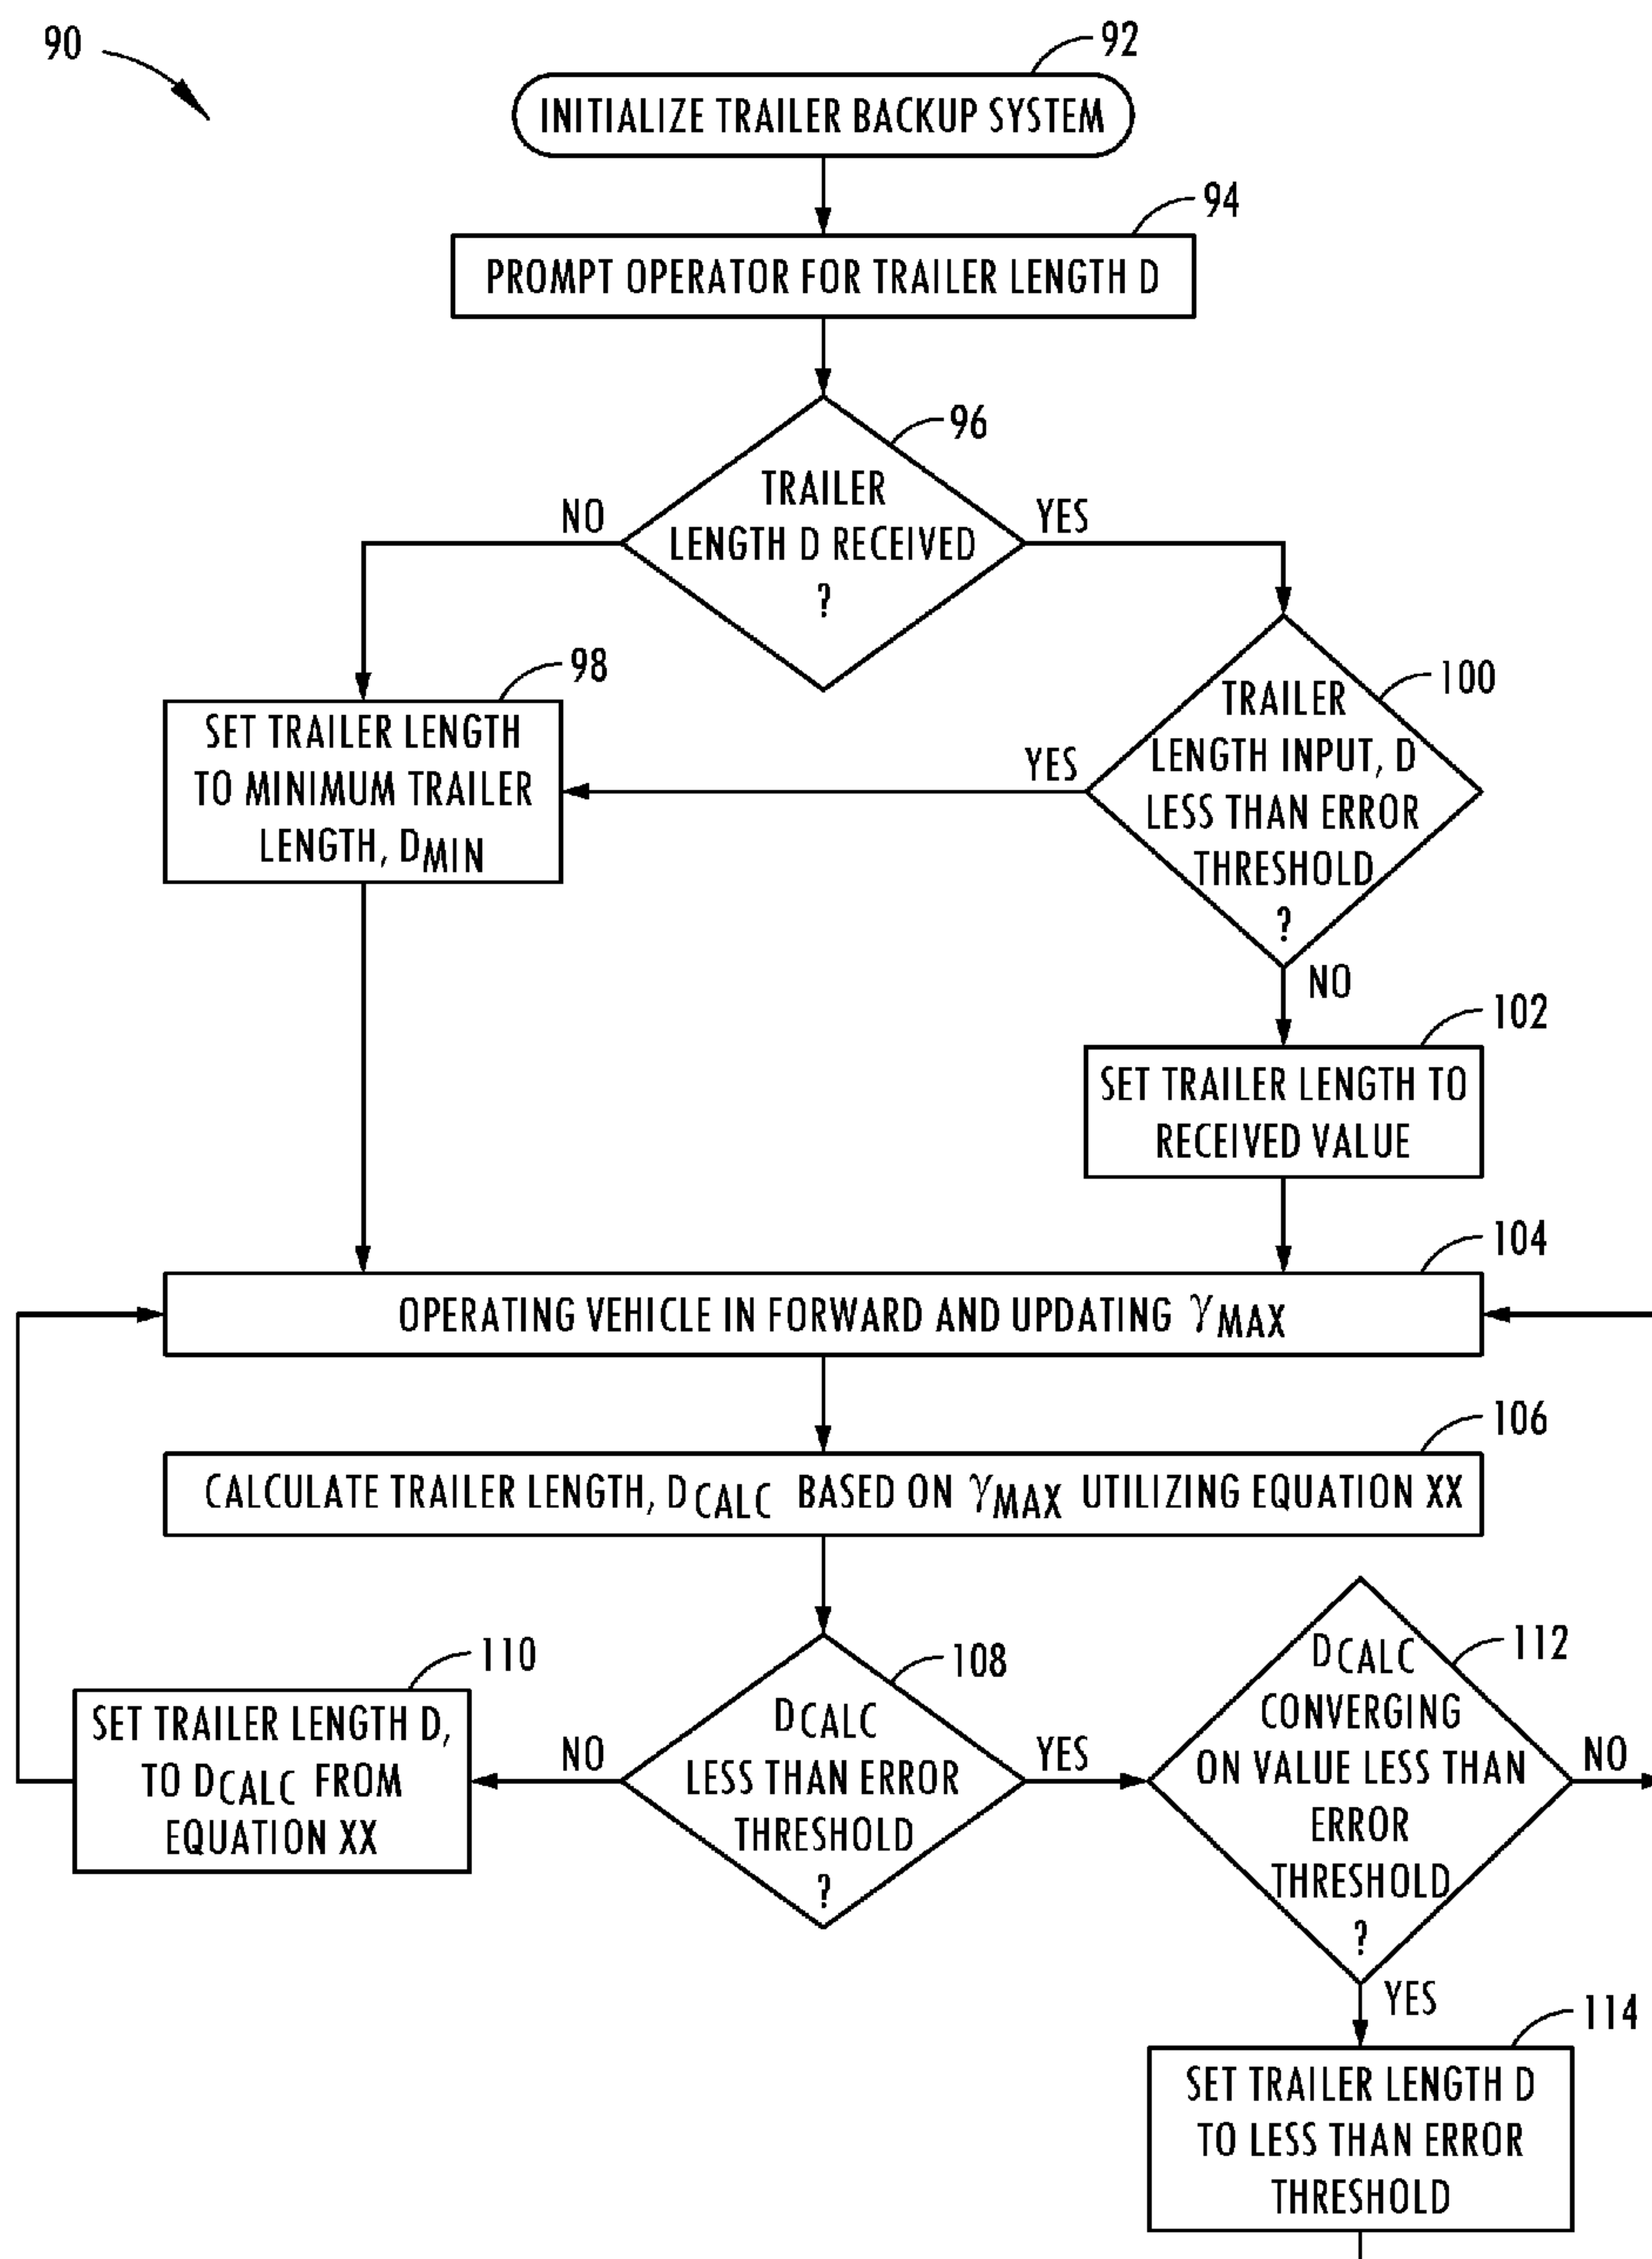 90
92
INITIALIZE TRAILER BACKUP SYSTEM
94
PROMPT OPERATOR FOR TRAILER LENGTH D
96
TRAILER
LENGTH D RECEIVED
?
NO
YES
98
SET TRAILER LENGTH
TO MINIMUM TRAILER
LENGTH, DMIN
100
TRAILER
LENGTH INPUT, D
LESS THAN ERROR
THRESHOLD
?
YES
NO
102
SET TRAILER LENGTH TO
RECEIVED VALUE
104
OPERATING VEHICLE IN FORWARD AND UPDATING γMAX
106
CALCULATE TRAILER LENGTH, DCALC BASED ON γMAX UTILIZING EQUATION XX
108
DCALC
LESS THAN ERROR
THRESHOLD
?
NO
YES
110
SET TRAILER LENGTH D,
TO DCALC FROM
EQUATION XX
112
DCALC
CONVERGING
ON VALUE LESS THAN
ERROR
THRESHOLD
?
NO
YES
114
SET TRAILER LENGTH D
TO LESS THAN ERROR
THRESHOLD